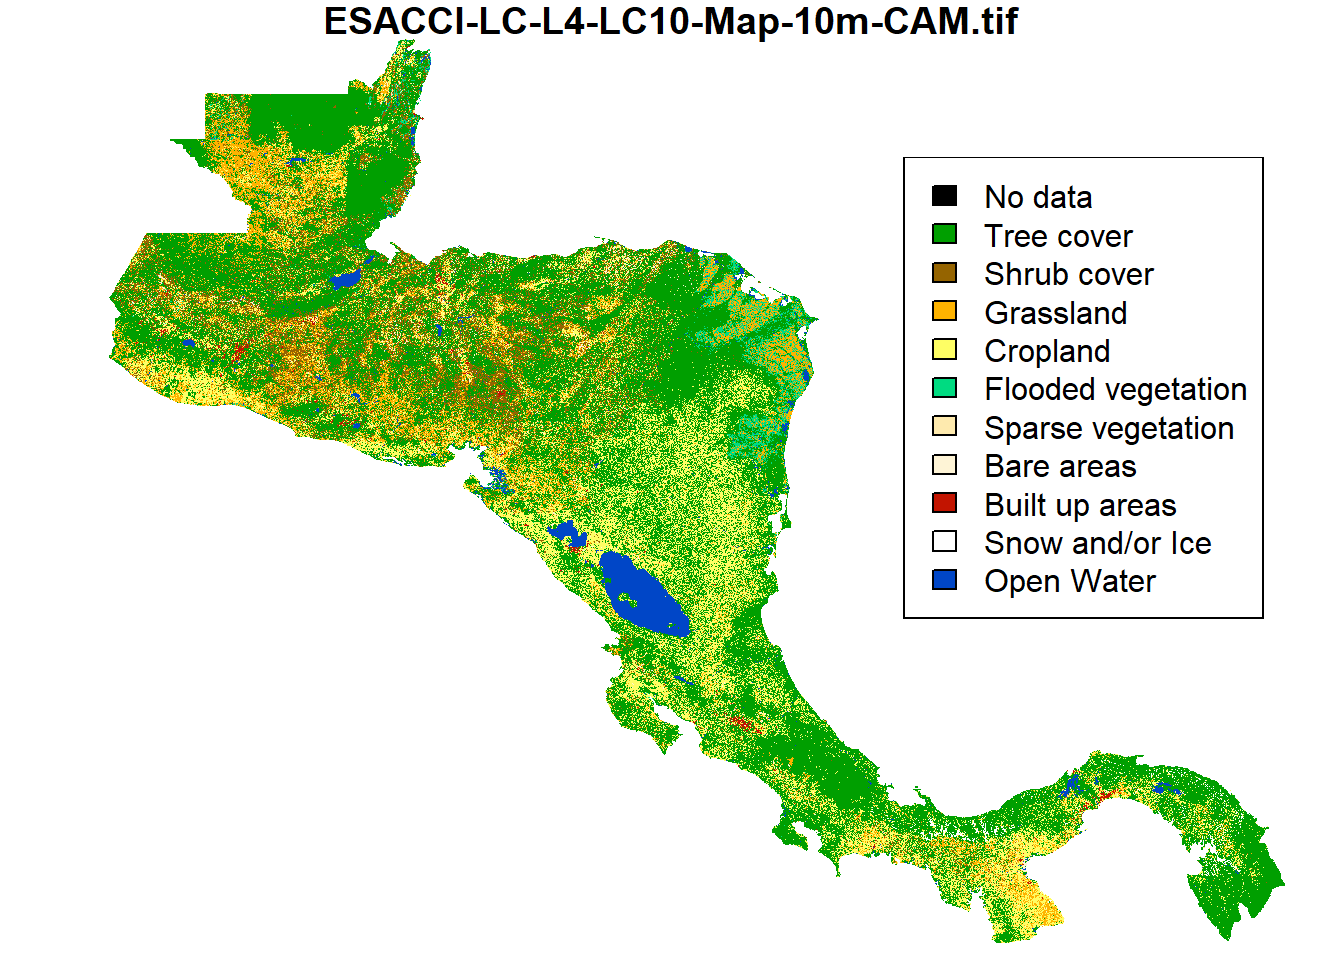 ESACCI-LC-L4-LC10-Map-10m-CAM.tif
No data
Tree cover
Shrub cover
Grassland
Cropland
Flooded vegetation
Sparse vegetation
Bare areas
Built up areas
Snow and/or Ice
Open Water